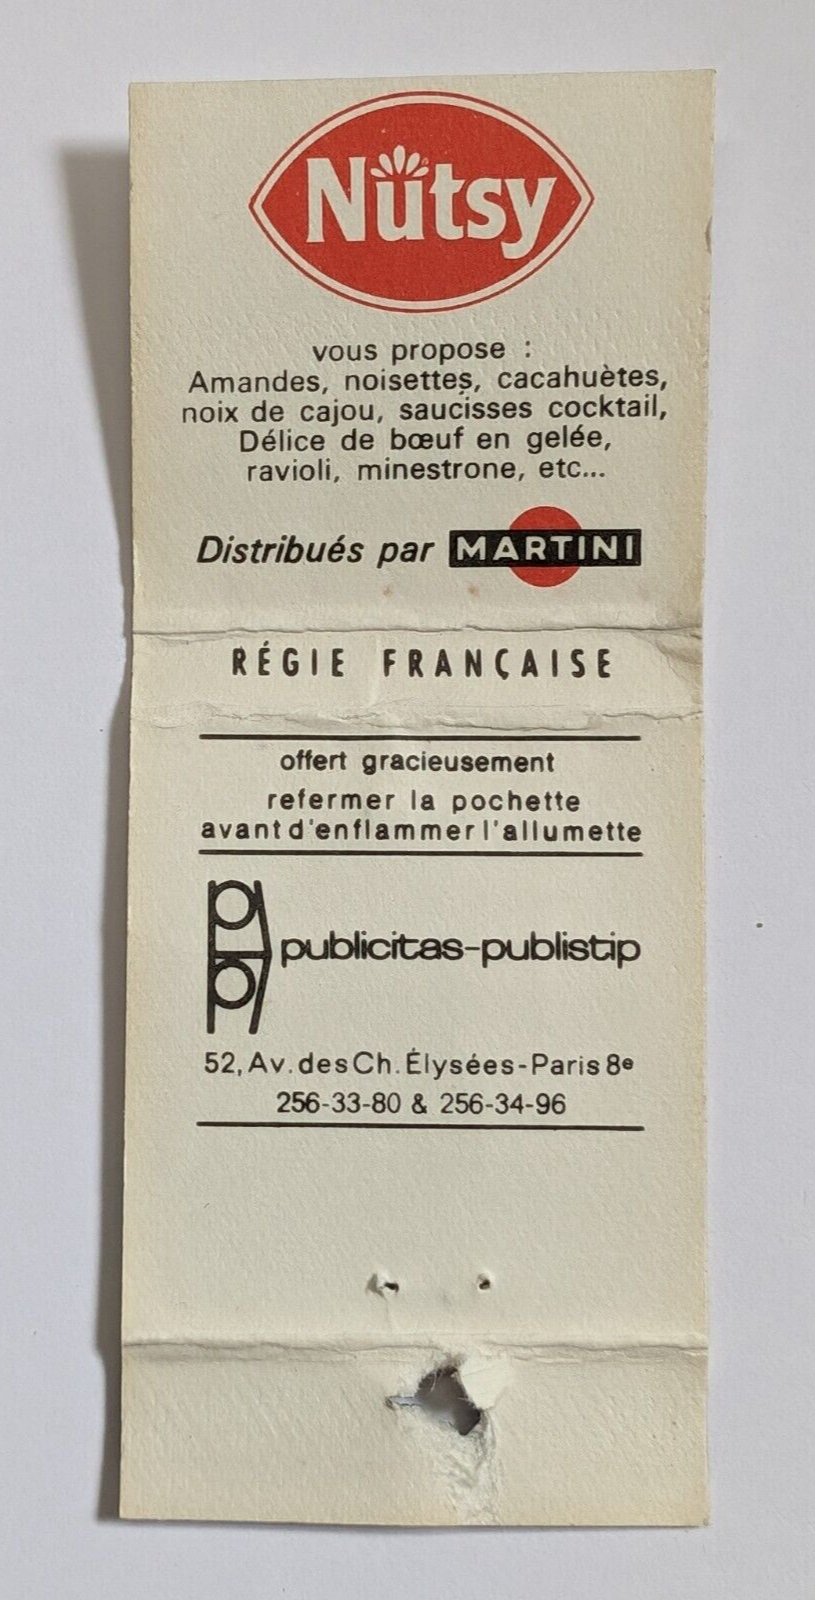 Nutsy
vous propose :
Amandes, noisettes, cacahuètes,
noix de cajou, saucisses cocktail,
Délice de bœuf en gelée,
ravioli, minestrone, etc...
Distribués par MARTINI
RÉGIE FRANÇAISE
offert gracieusement
refermer la pochette
avant d'enflammer l'allumette
publicitas-publistip
52, Av. des Ch. Élysées - Paris 8e
256-33-80 & 256-34-96